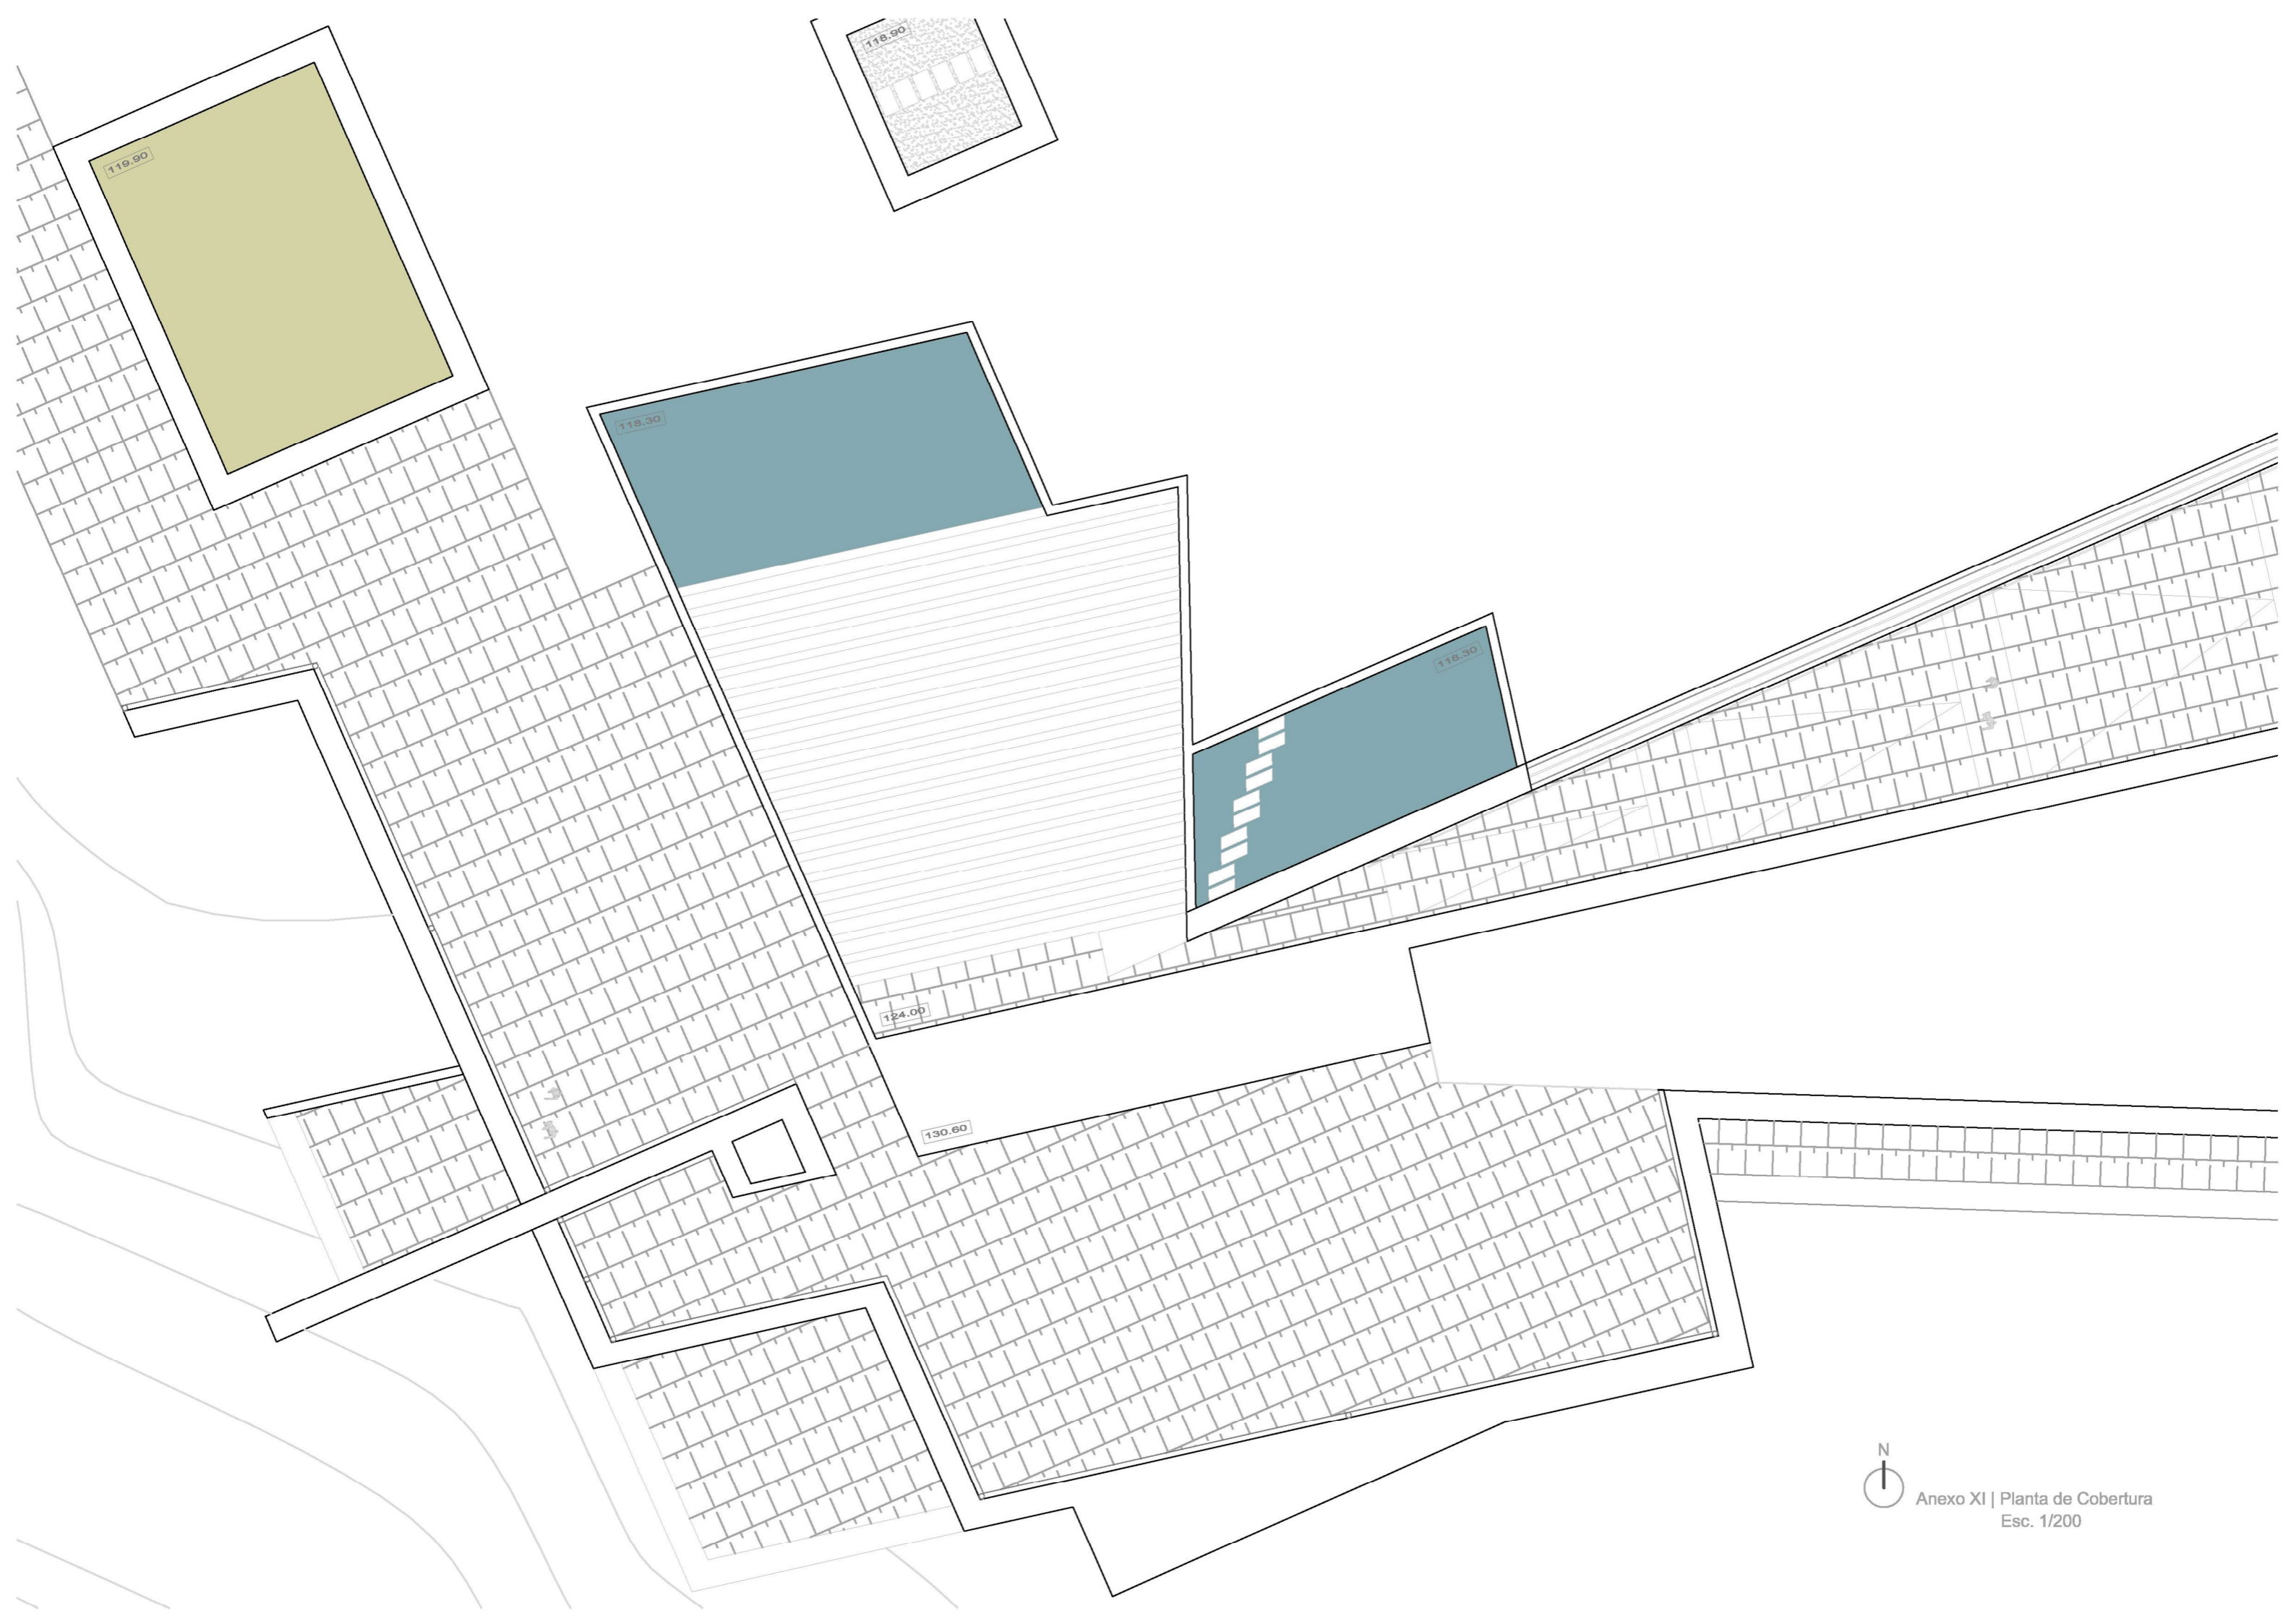 118.90
119.90
118.30
118.30
124.00
130.60
N
Anexo XI | Planta de Cobertura
Esc. 1/200